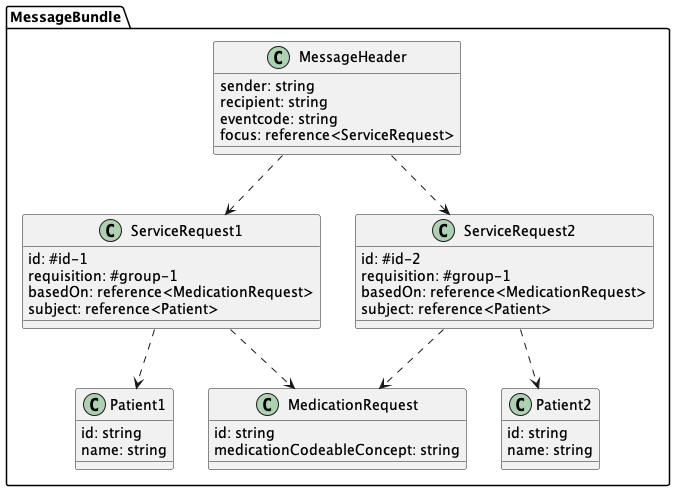 MessageBundle
C MessageHeader
sender: string
recipient: string
eventcode: string
focus: reference<ServiceRequest>
C ServiceRequest1
id: #id-1
requisition: #group-1
basedOn: reference<MedicationRequest>
subject: reference<Patient>
C ServiceRequest2
id: #id-2
requisition: #group-1
basedOn: reference<MedicationRequest>
subject: reference<Patient>
C Patient1
id: string
name: string
C MedicationRequest
id: string
medicationCodeableConcept: string
C Patient2
id: string
name: string